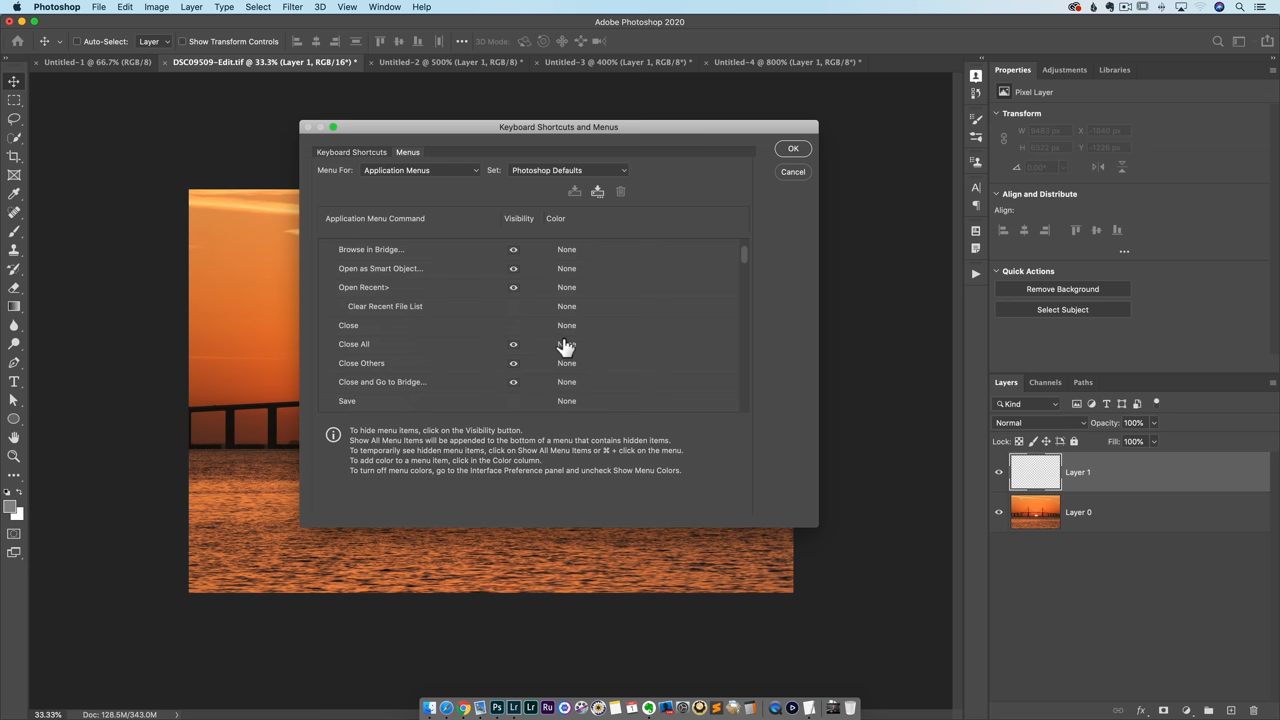 Photoshop File Edit Image Layer Type Select Filter 3D View Window Help
Adobe Photoshop 2020
Auto-Select: Layer Show Transform Controls 3D Mode:
Untitled-1 @ 66.7% (RGB/8) DSC09509-Edit.tif @ 33.3% (Layer 1, RGB/16*) * Untitled-2 @ 500% (Layer 1, RGB/8) * Untitled-3 @ 400% (Layer 1, RGB/8*) * Untitled-4 @ 800% (Layer 1, RGB/8*) *
Keyboard Shortcuts and Menus
Keyboard Shortcuts Menus
OK
Menu For: Application Menus Set: Photoshop Defaults
Cancel
Application Menu Command Visibility Color
Browse in Bridge... None
Open as Smart Object... None
Open Recent> None
Clear Recent File List None
Close None
Close All
Close Others None
Close and Go to Bridge... None
Save None
To hide menu items, click on the Visibility button.
Show All Menu Items will be appended to the bottom of a menu that contains hidden items.
To temporarily see hidden menu items, click on Show All Menu Items or ⌘ + click on the menu.
To add color to a menu item, click in the Color column.
To turn off menu colors, go to the Interface Preference panel and uncheck Show Menu Colors.
Properties Adjustments Libraries
Pixel Layer
Transform
W 9483 px X -1840 px
H 6322 px Y -1226 px
Align and Distribute
Align:
Quick Actions
Remove Background
Select Subject
Layers Channels Paths
Kind
Normal Opacity: 100%
Lock: Fill: 100%
Layer 1
Layer 0
33.33% Doc: 128.5M/343.0M